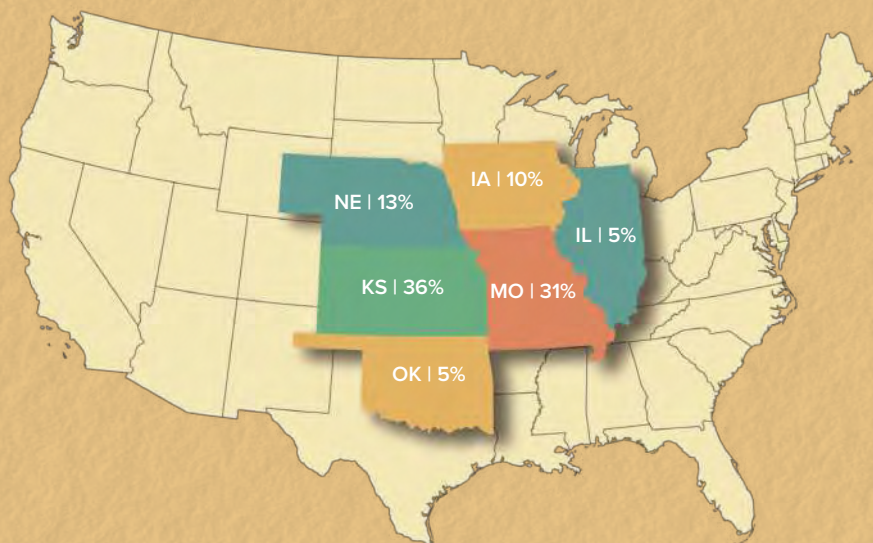 IA | 10%
NE | 13%
IL | 5%
KS | 36%
MO | 31%
OK | 5%